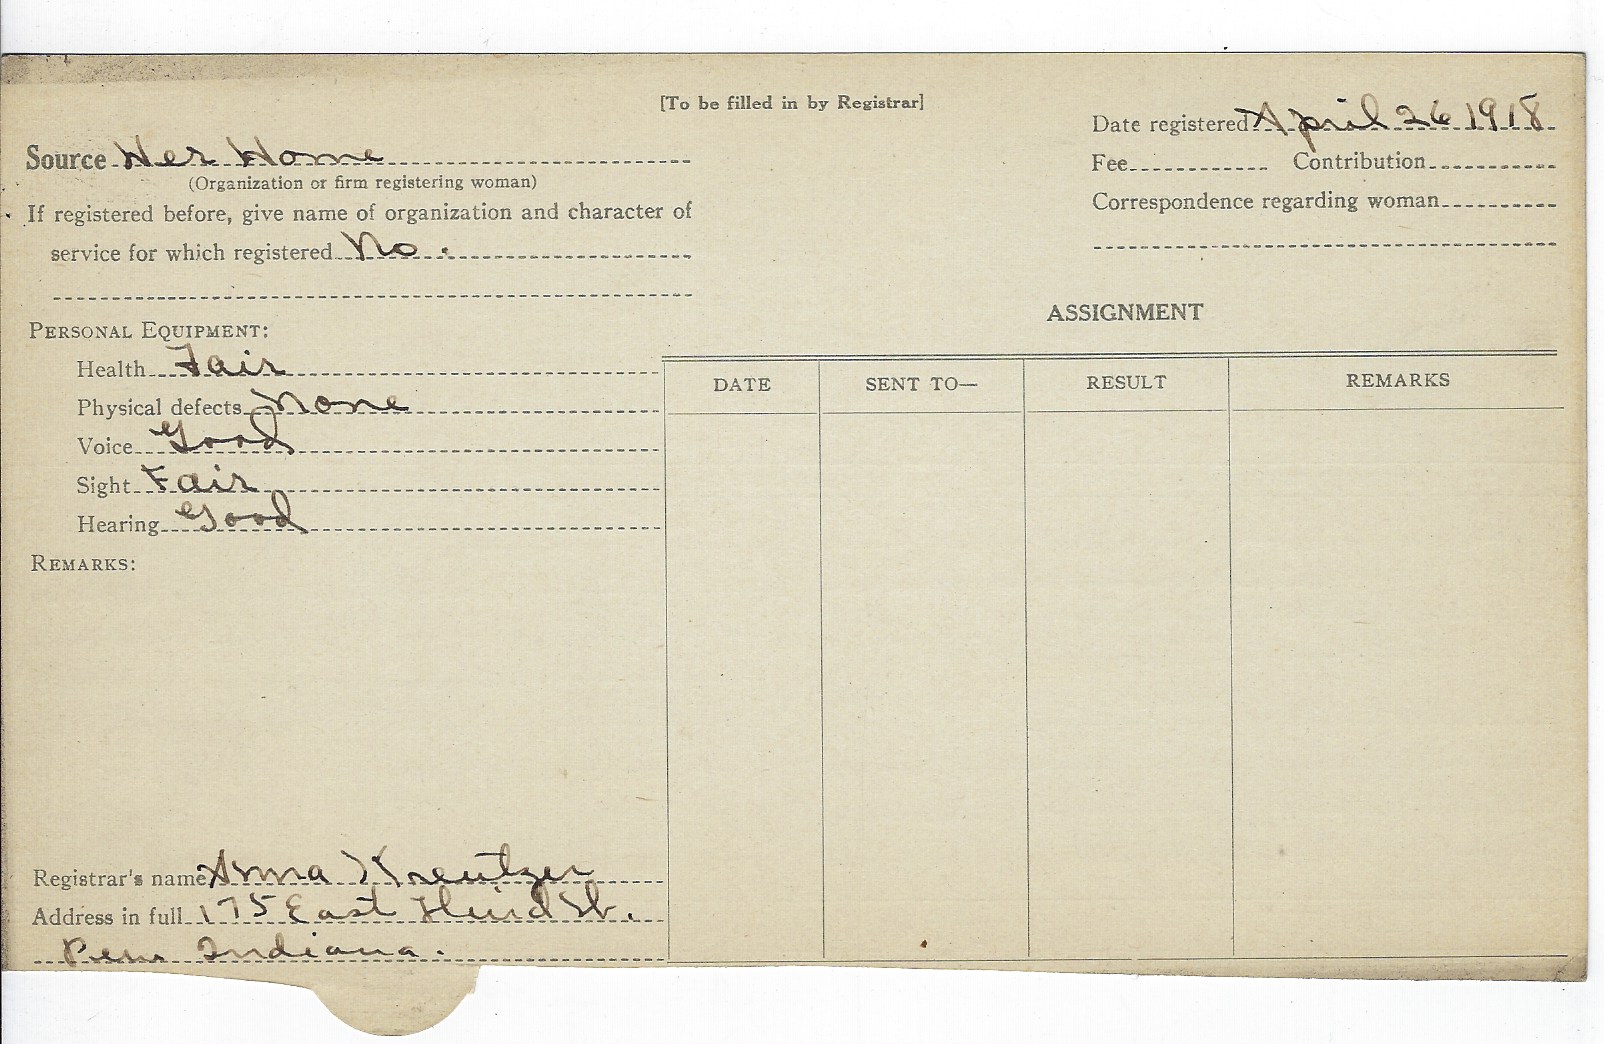 [To be filled in by Registrar]
Date registered April 26 1918
Source Her Home
(Organization or firm registering woman)
Fee Contribution
If registered before, give name of organization and character of
Correspondence regarding woman
service for which registered No.
ASSIGNMENT
PERSONAL EQUIPMENT:
Health Fair
DATE SENT TO— RESULT REMARKS
Physical defects None
Voice Good
Sight Fair
Hearing Good
REMARKS:
Registrar's name Anna Kreutzer
Address in full 175 East Third St.
Peru Indiana.